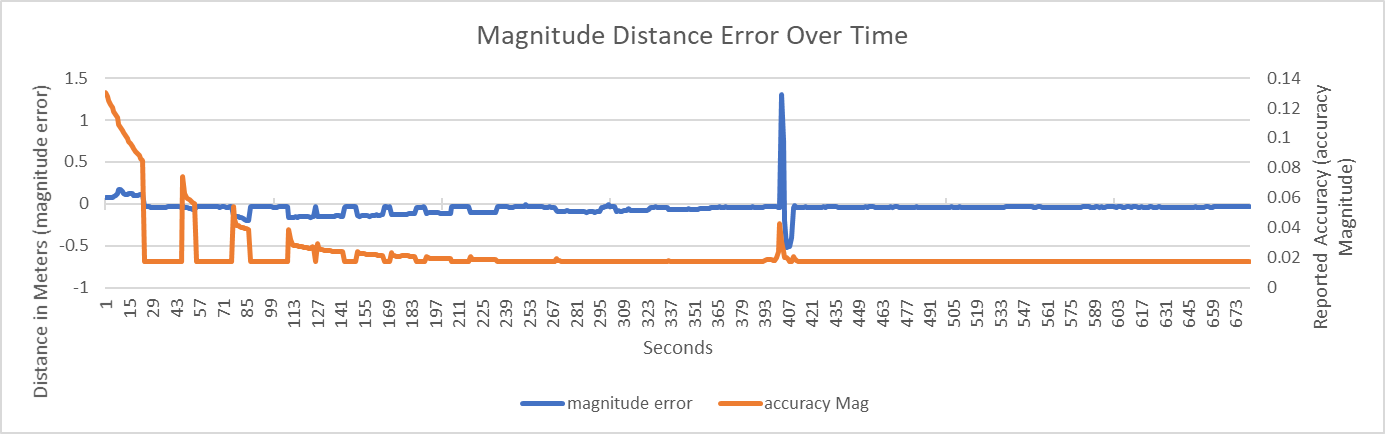 Magnitude Distance Error Over Time
Distance in Meters (magnitude error)
1.5
1
0.5
0
-0.5
-1
0.14
0.12
0.1
0.08
0.06
0.04
0.02
0
Reported Accuracy (accuracy
Magnitude)
1 15 29 43 57 71 85 99 113 127 141 155 169 183 197 211 225 239 253 267 281 295 309 323 337 351 365 379 393 407 421 435 449 463 477 491 505 519 533 547 561 575 589 603 617 631 645 659 673
Seconds
magnitude error accuracy Mag